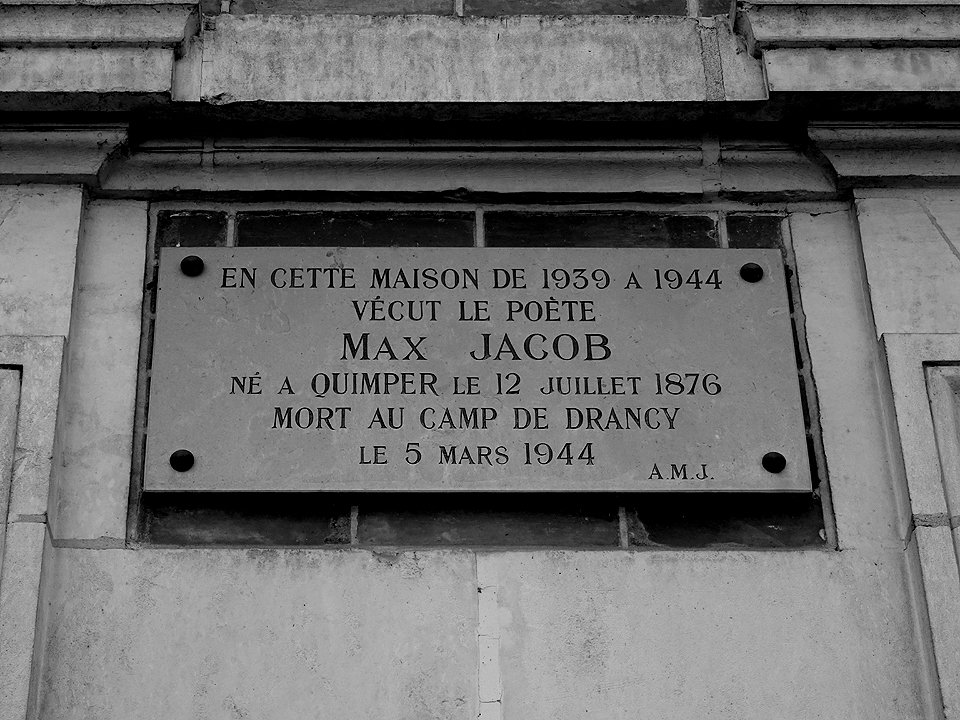 EN CETTE MAISON DE 1939 A 1944
VÉCUT LE POÈTE
MAX JACOB
NÉ A QUIMPER LE 12 JUILLET 1876
MORT AU CAMP DE DRANCY
LE 5 MARS 1944
A.M.J.